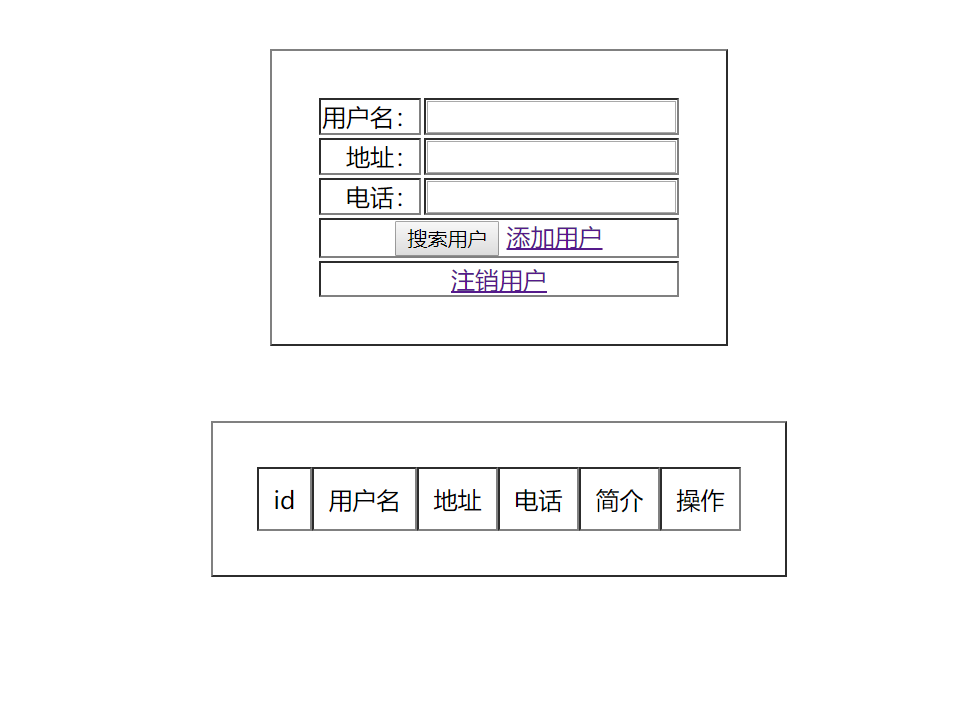 用户名：
地址：
电话：
搜索用户 添加用户
注销用户
id 用户名 地址 电话 简介 操作